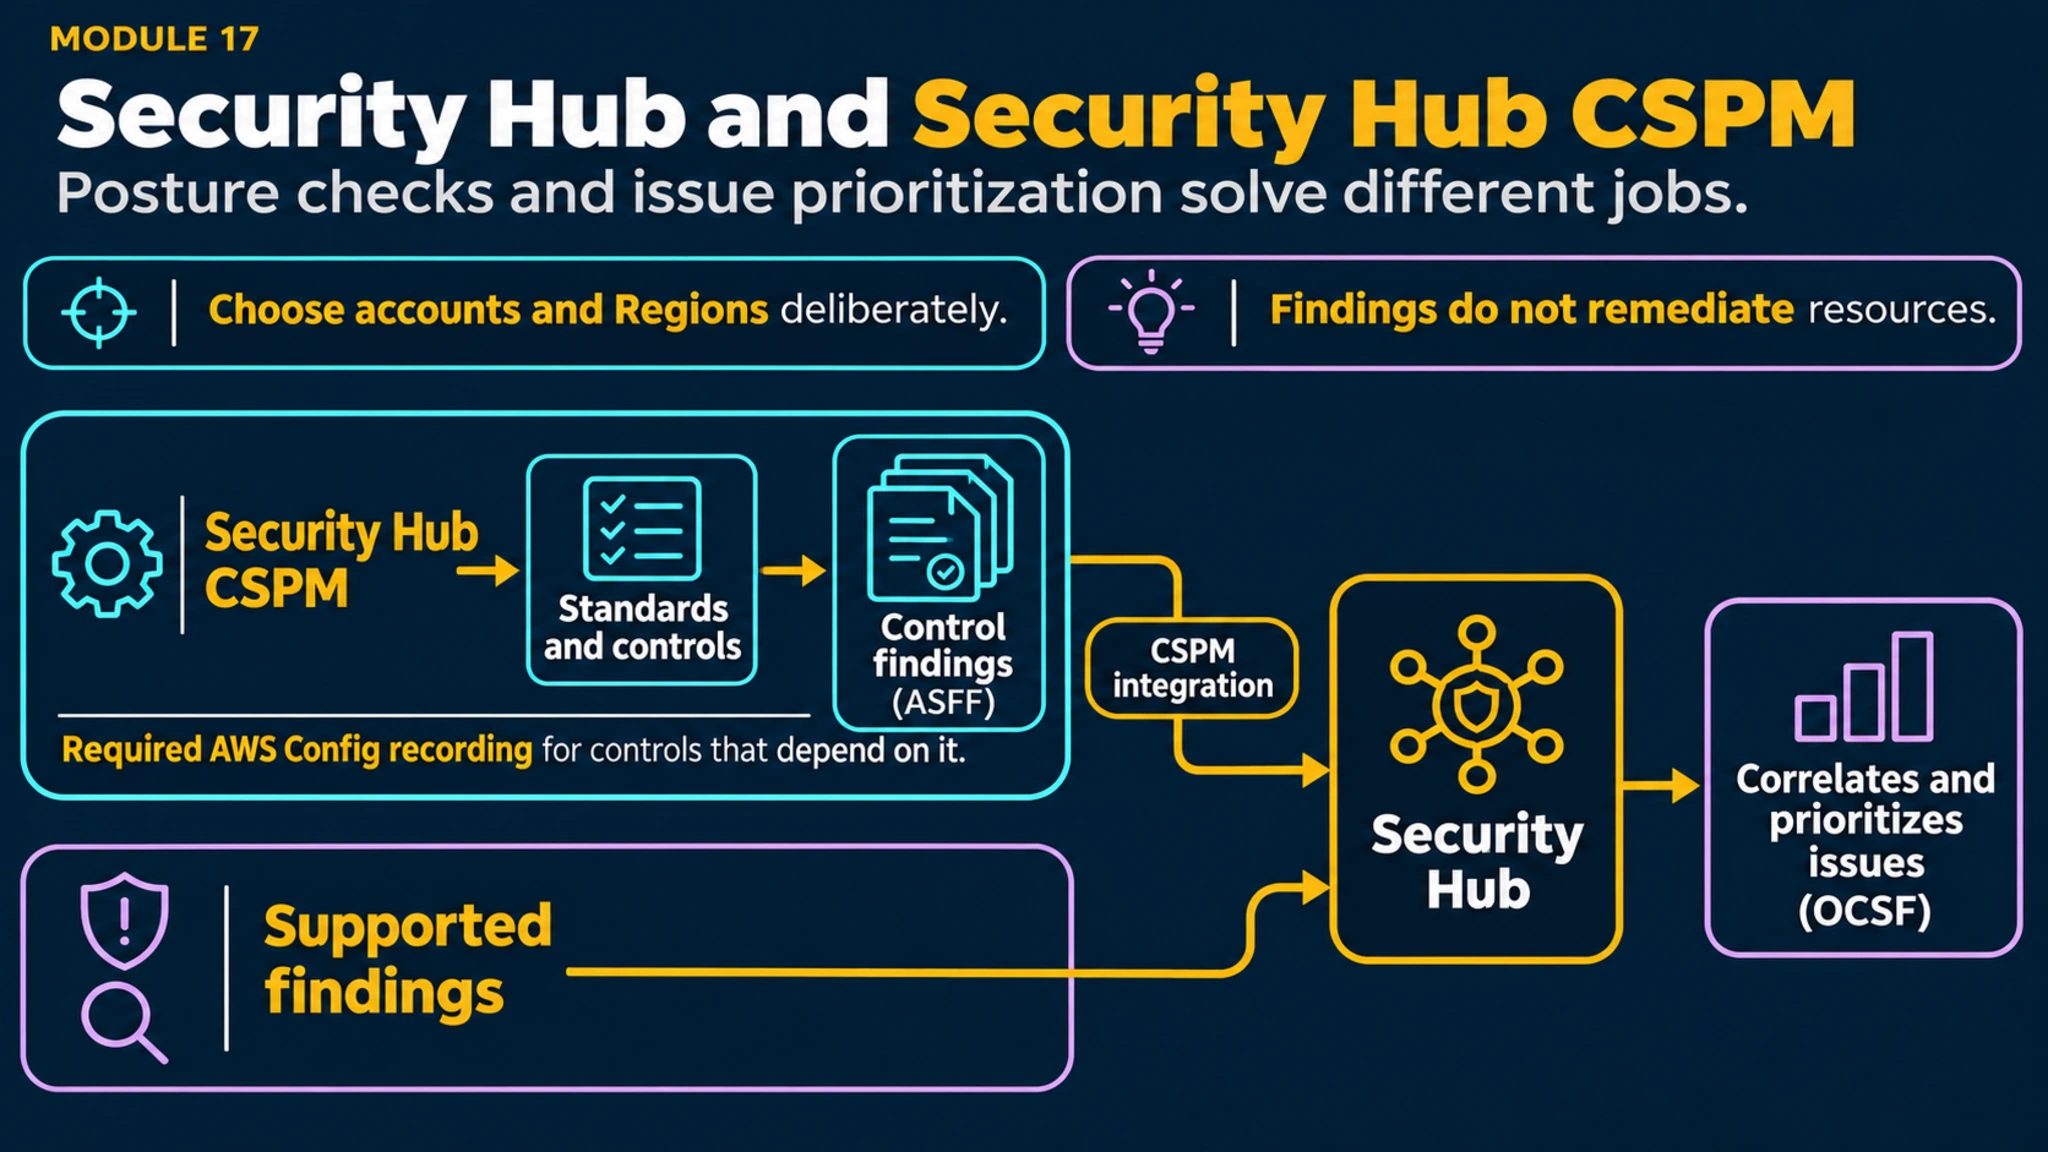 MODULE 17
Security Hub and Security Hub CSPM
Posture checks and issue prioritization solve different jobs.
Choose accounts and Regions deliberately.
Findings do not remediate resources.
Security Hub
CSPM
Standards
and controls
Control
findings
(ASFF)
Required AWS Config recording for controls that depend on it.
CSPM
integration
Security
Hub
Correlates and
prioritizes
issues
(OCSF)
Supported
findings